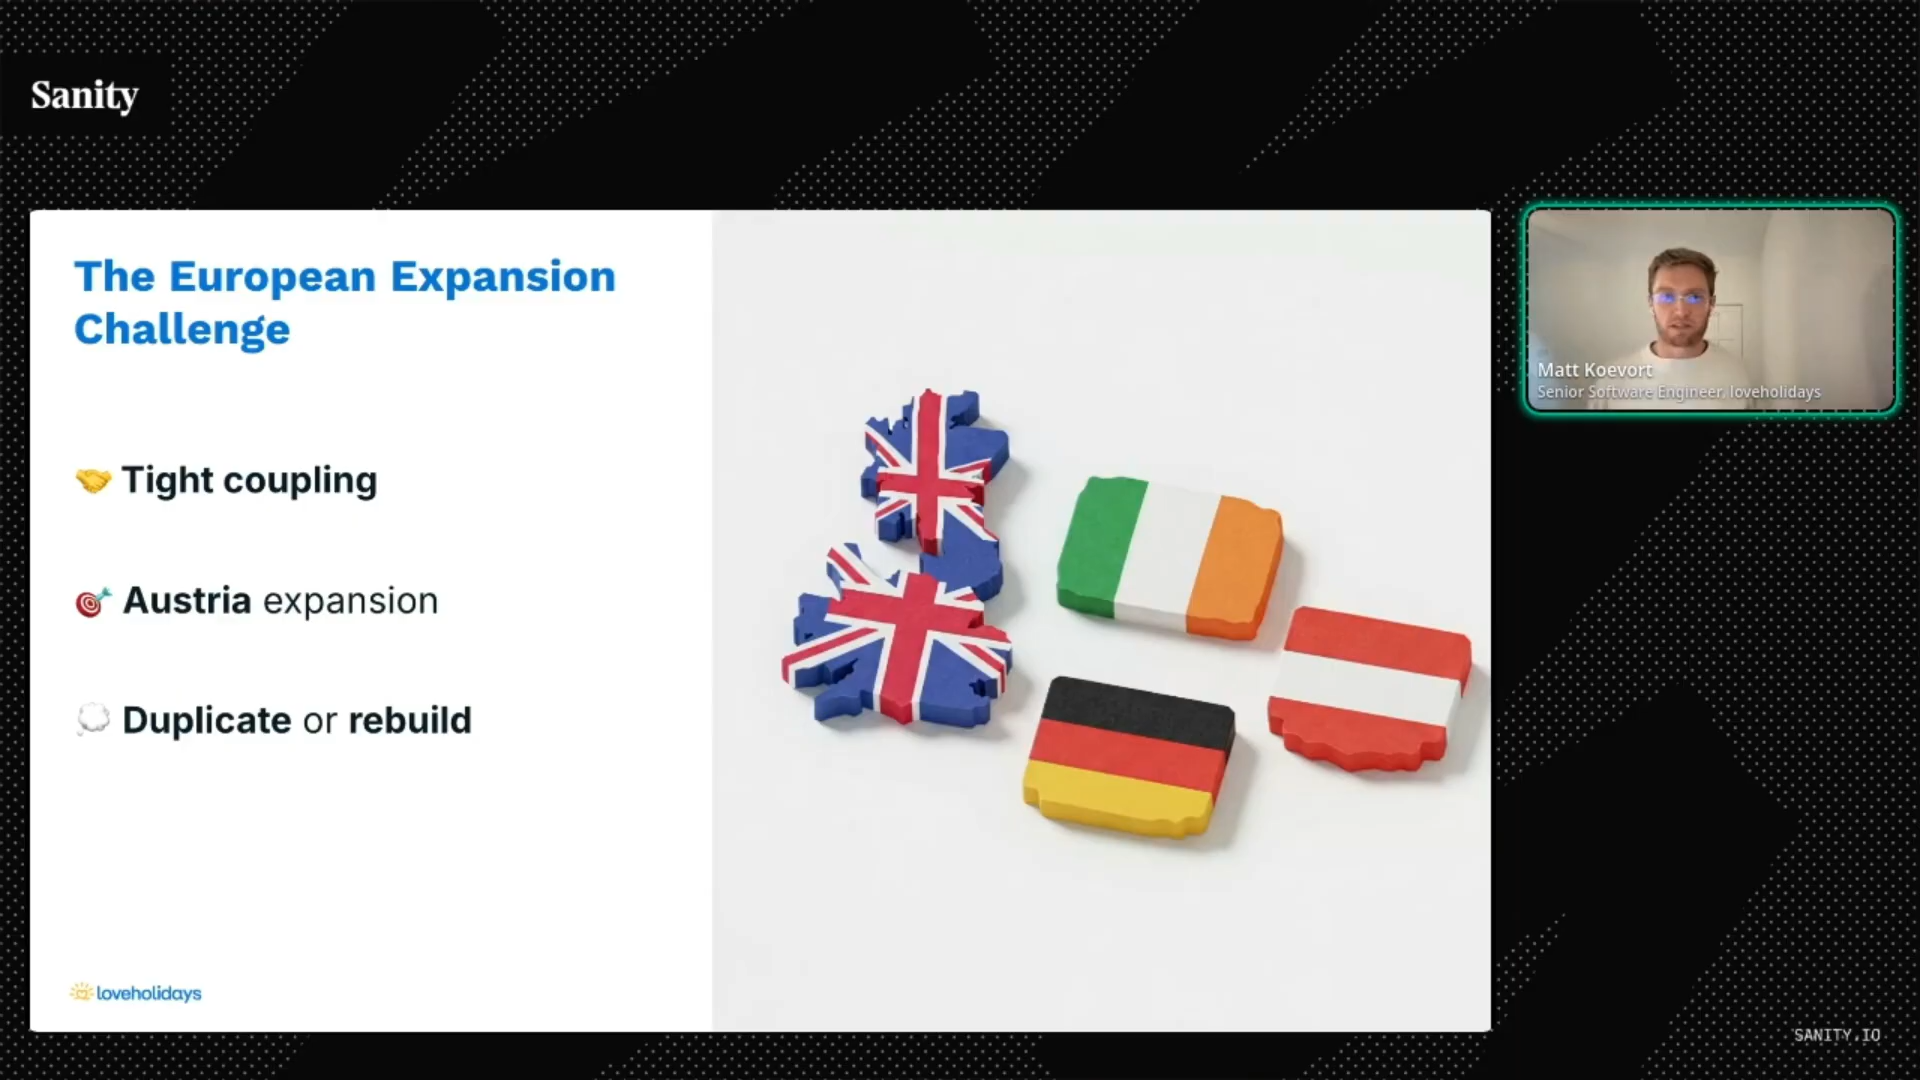 Sanity
The European Expansion
Challenge
Tight coupling
Austria expansion
Duplicate or rebuild
loveholidays
Matt Koevort
Senior Software Engineer, loveholidays
SANITY.IO